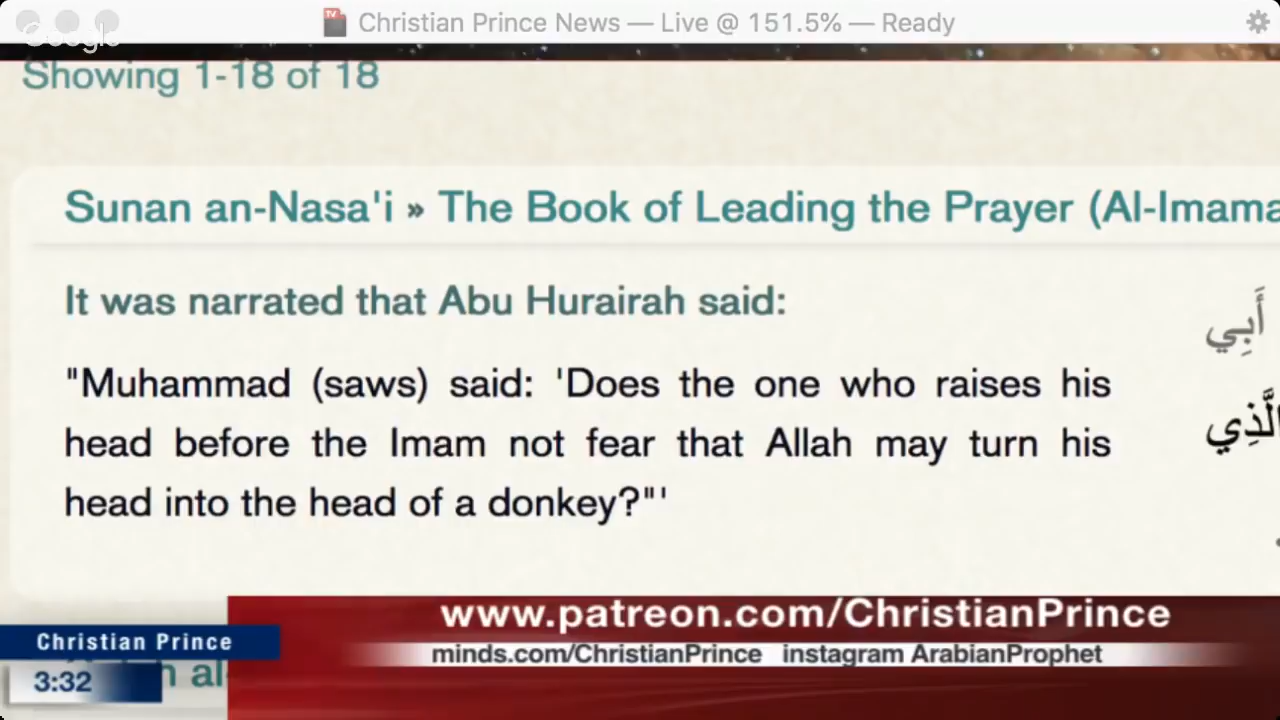 Christian Prince News — Live @ 151.5% — Ready
Google
Showing 1-18 of 18
Sunan an-Nasa'i » The Book of Leading the Prayer (Al-Imama
It was narrated that Abu Hurairah said:
أَبِي
"Muhammad (saws) said: 'Does the one who raises his
الَّذِي
head before the Imam not fear that Allah may turn his
head into the head of a donkey?"'
www.patreon.com/ChristianPrince
Christian Prince
minds.com/ChristianPrince instagram ArabianProphet
3:32